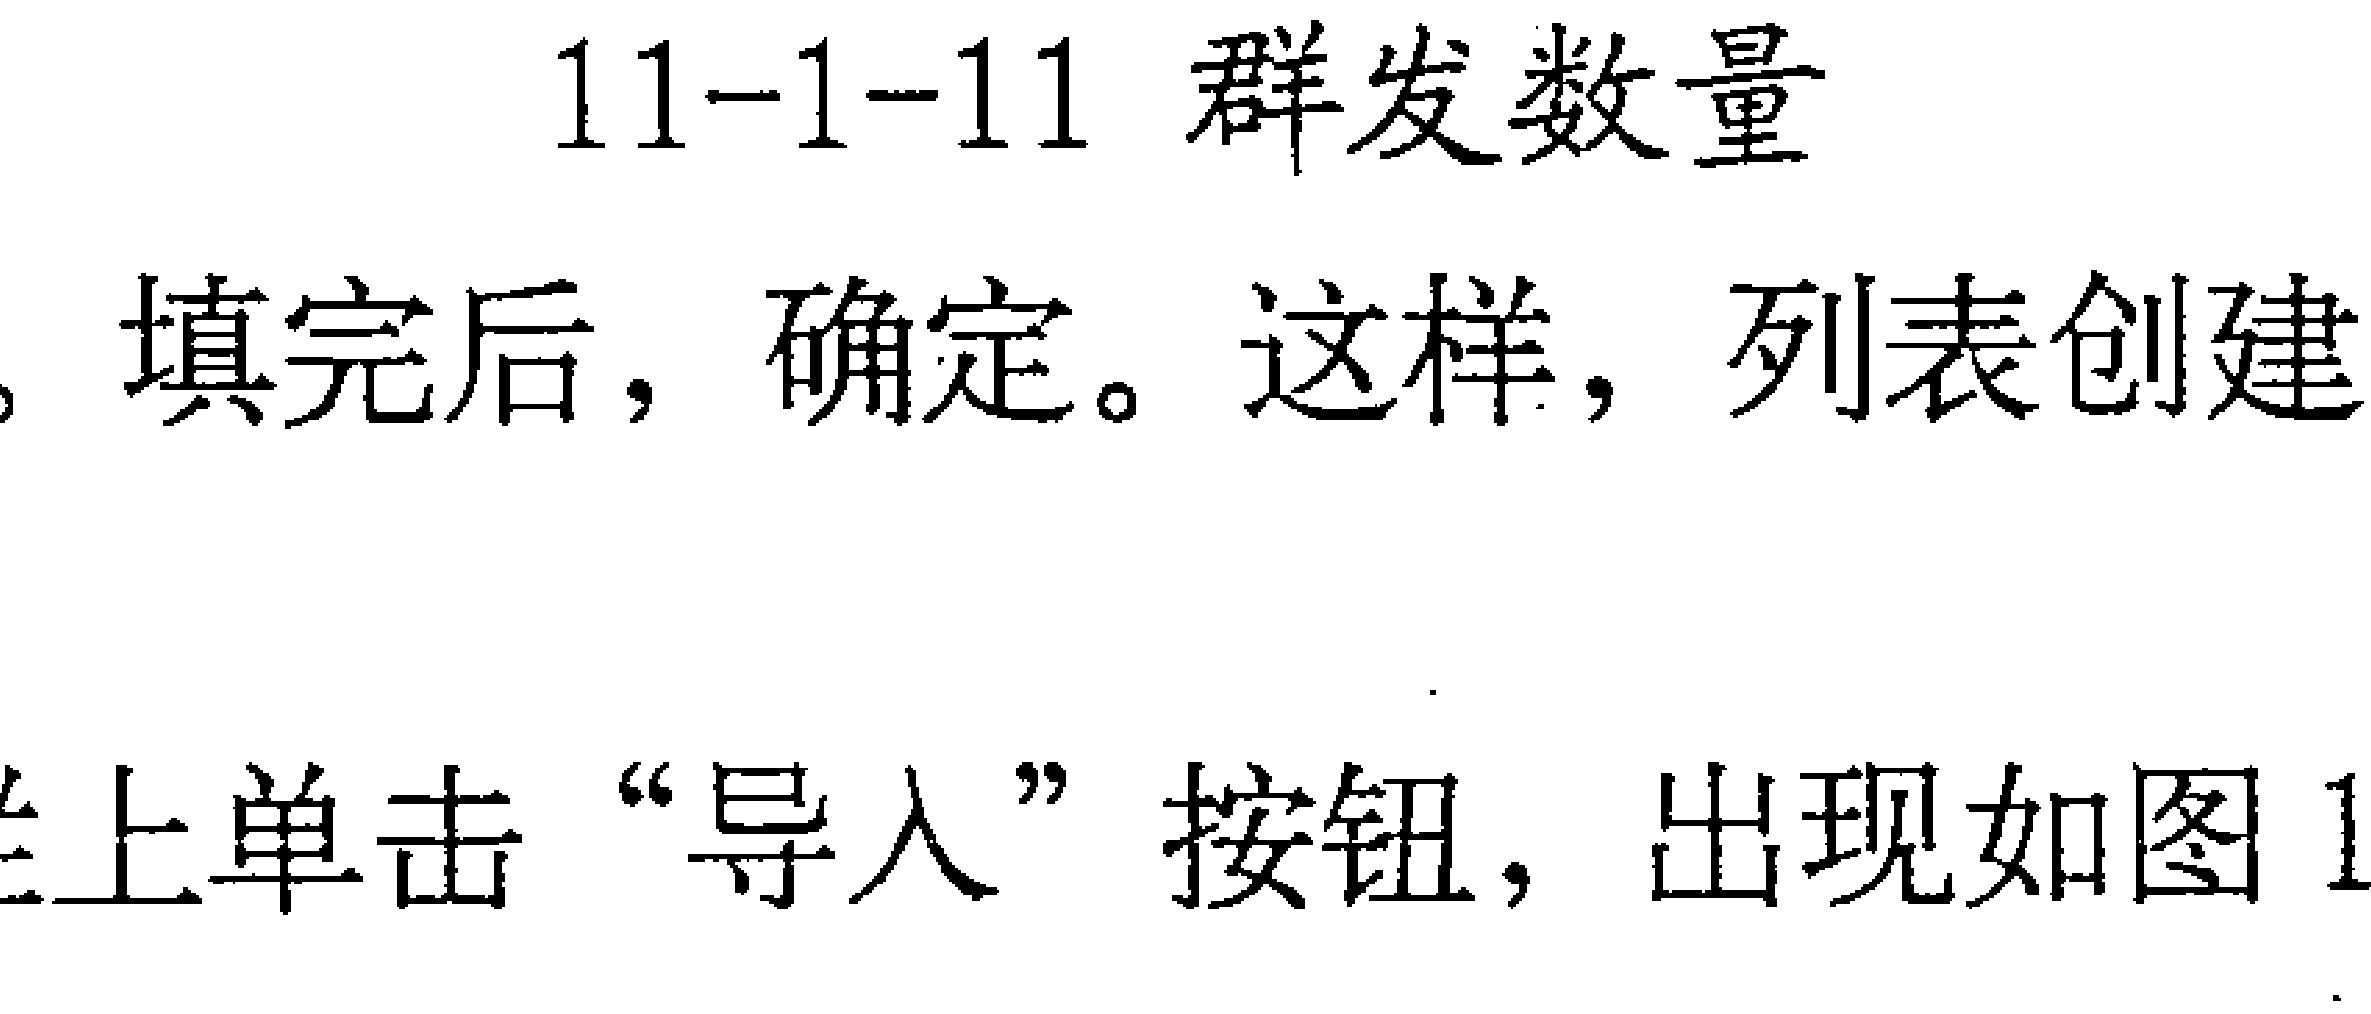 11-1-11 群发数量
。填完后，确定。这样，列表创建
上单击“导入”按钮，出现如图 1